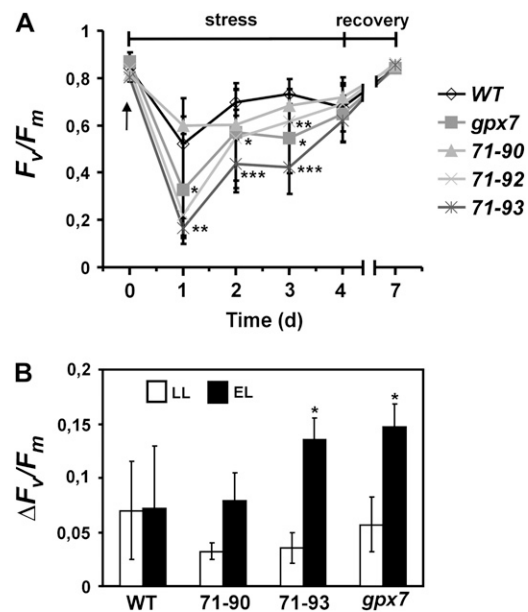 A
stress recovery
1
0,8
0,6
0,4
0,2
0
Fv/Fm
*
**
*
***
**
*
***
0 1 2 3 4 7
Time (d)
WT
gpx7
71-90
71-92
71-93
B
0,2
0,15
0,1
0,05
0
ΔFv/Fm
LL EL
* *
WT 71-90 71-93 gpx7